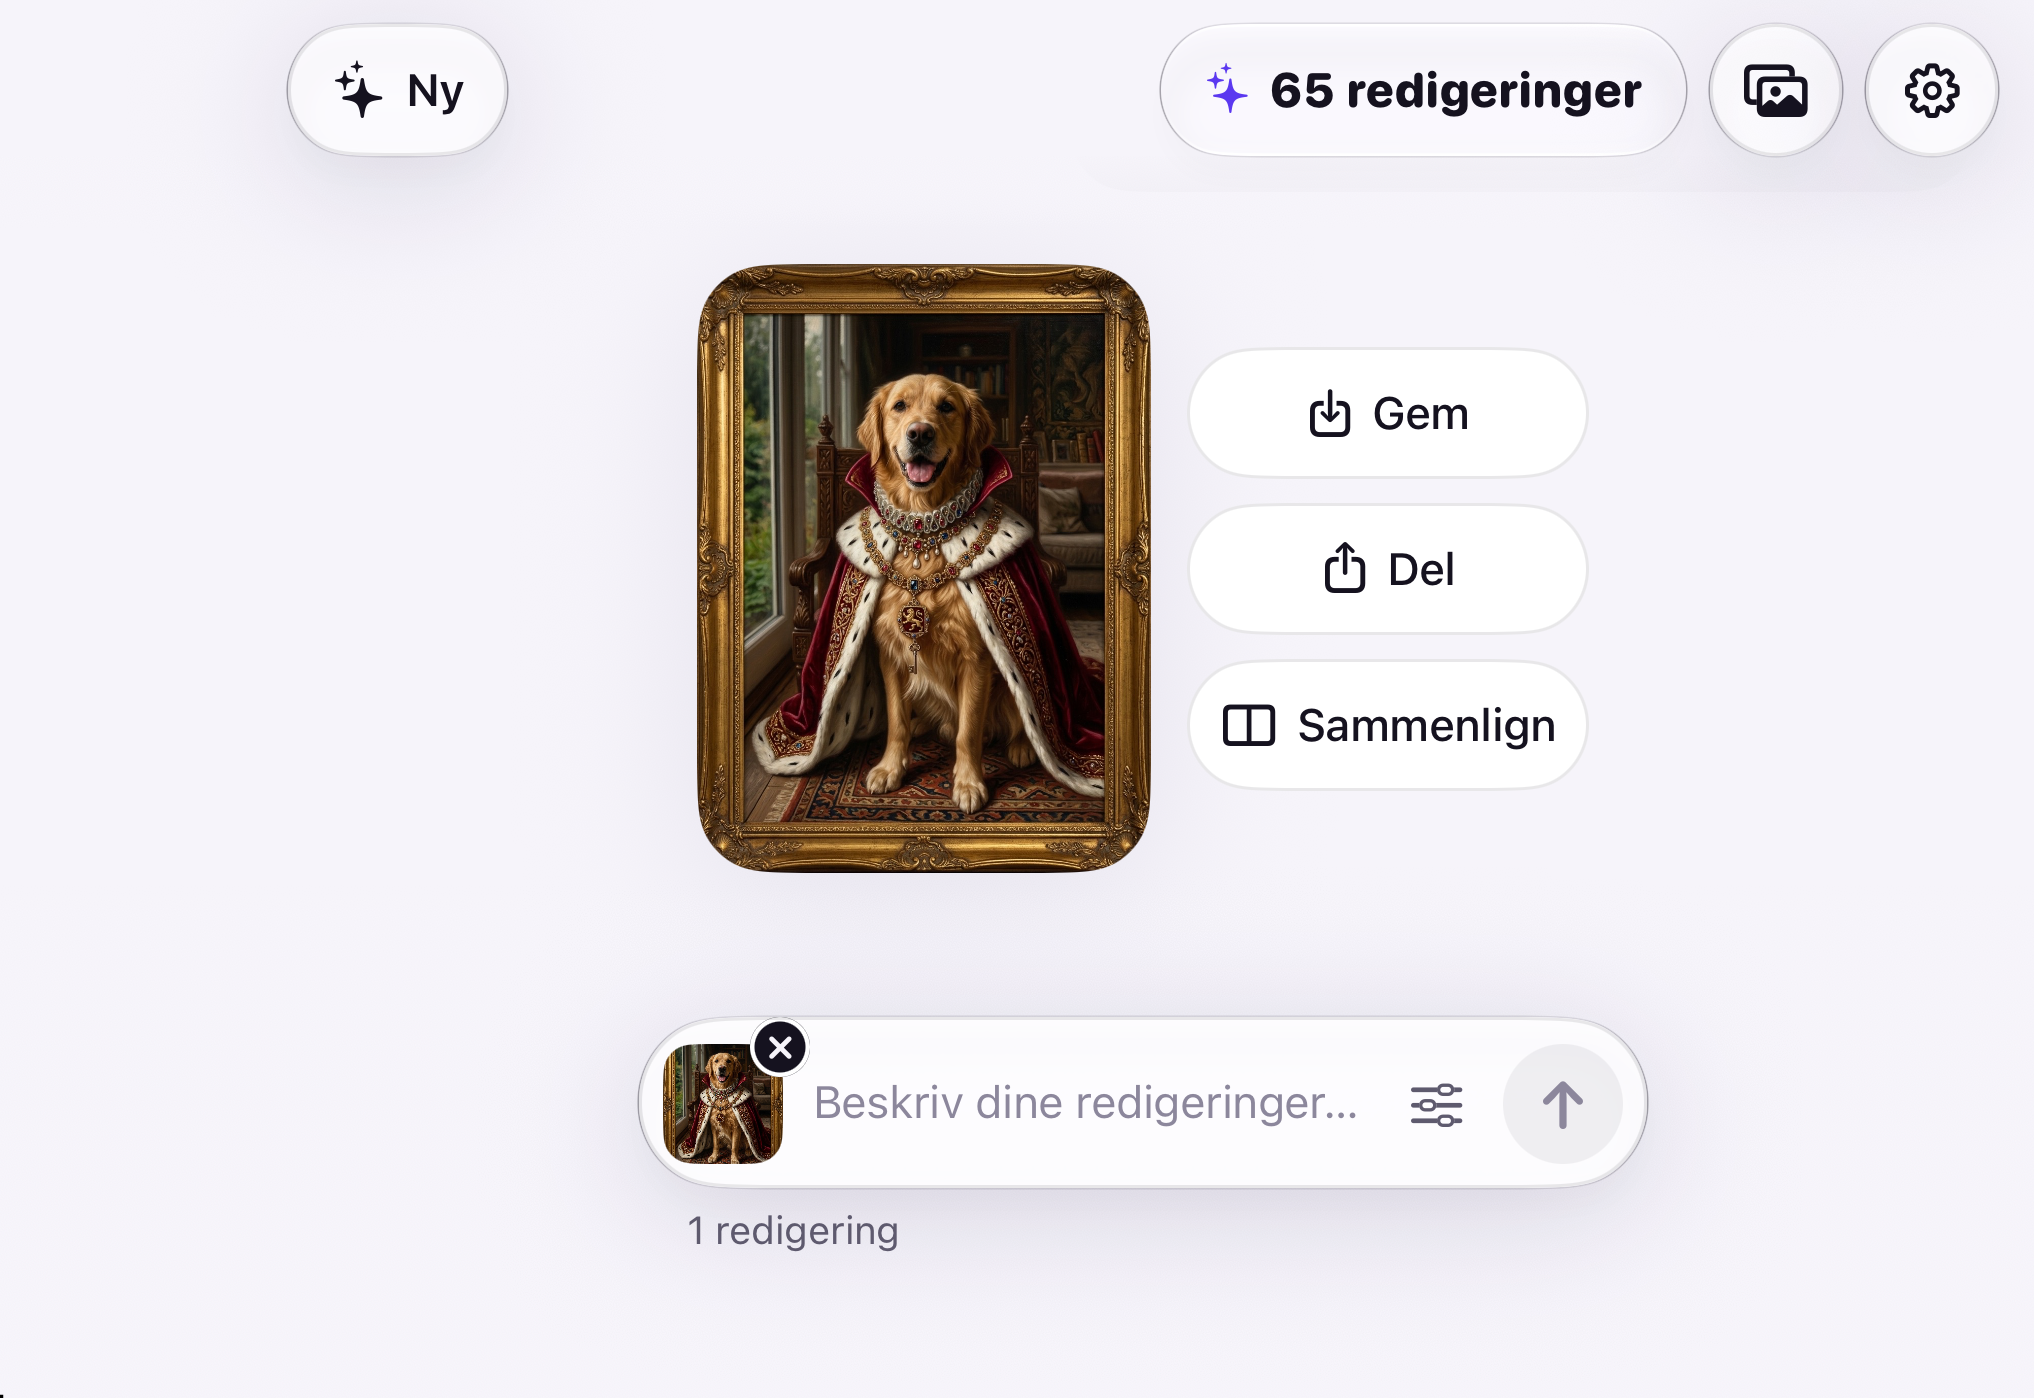 Ny
65 redigeringer
Gem
Del
Sammenlign
Beskriv dine redigeringer...
1 redigering